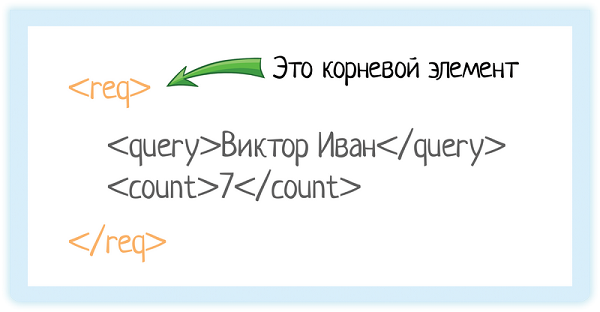 Это корневой элемент
<req>
<query>Виктор Иван</query>
<count>7</count>
</req>